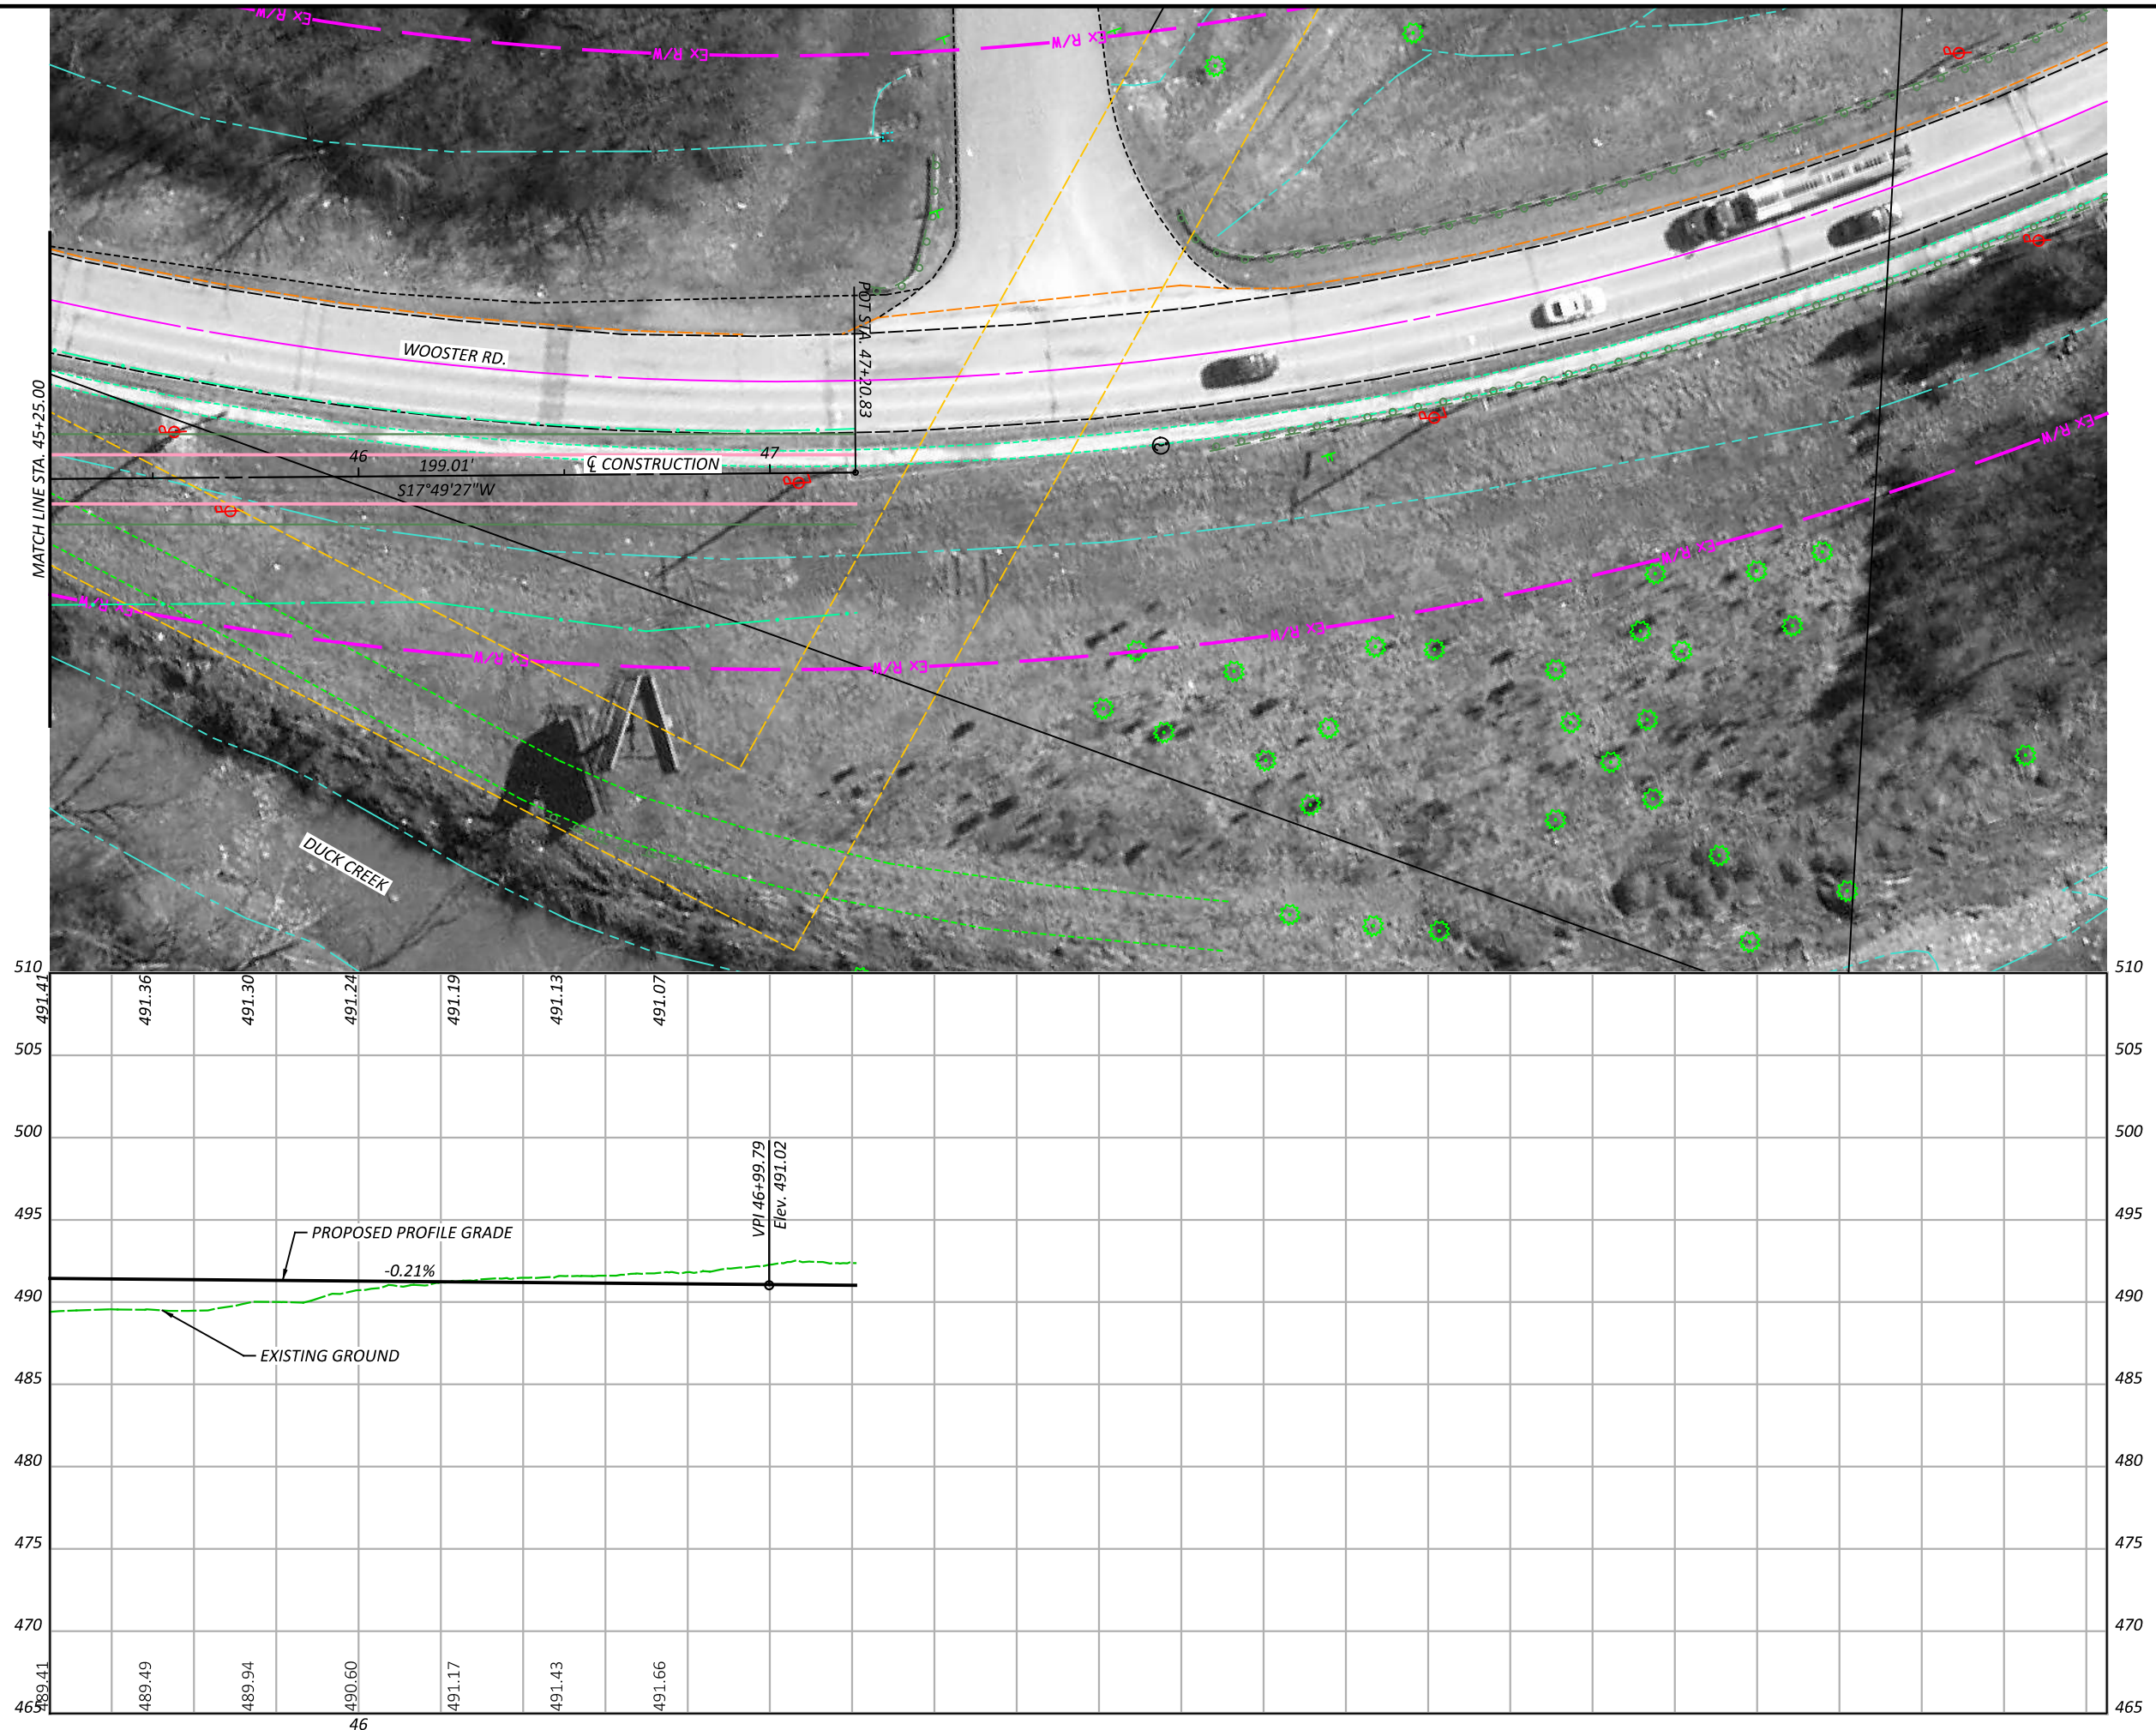 Ex R/W
Ex R/W
Ex R/W
POT STA. 47+20.83
WOOSTER RD.
MATCH LINE STA. 45+25.00
46
199.01'
℄ CONSTRUCTION
47
S17°49'27"W
Ex R/W
Ex R/W
Ex R/W
Ex R/W
Ex R/W
Ex R/W
DUCK CREEK
510
491.41
491.36
491.30
491.24
491.19
491.13
491.07
510
505
505
500
500
VPI 46+99.79
Elev. 491.02
495
PROPOSED PROFILE GRADE
495
-0.21%
490
490
EXISTING GROUND
485
485
480
480
475
475
470
470
489.41
489.49
489.94
490.60
491.17
491.43
491.66
465
465
46